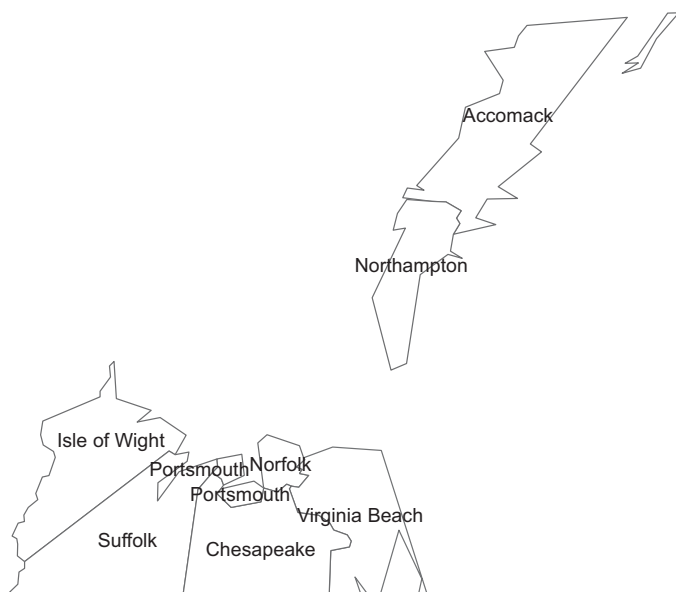 Accomack
Northampton
Isle of Wight
Portsmouth
Norfolk
Portsmouth
Virginia Beach
Suffolk
Chesapeake